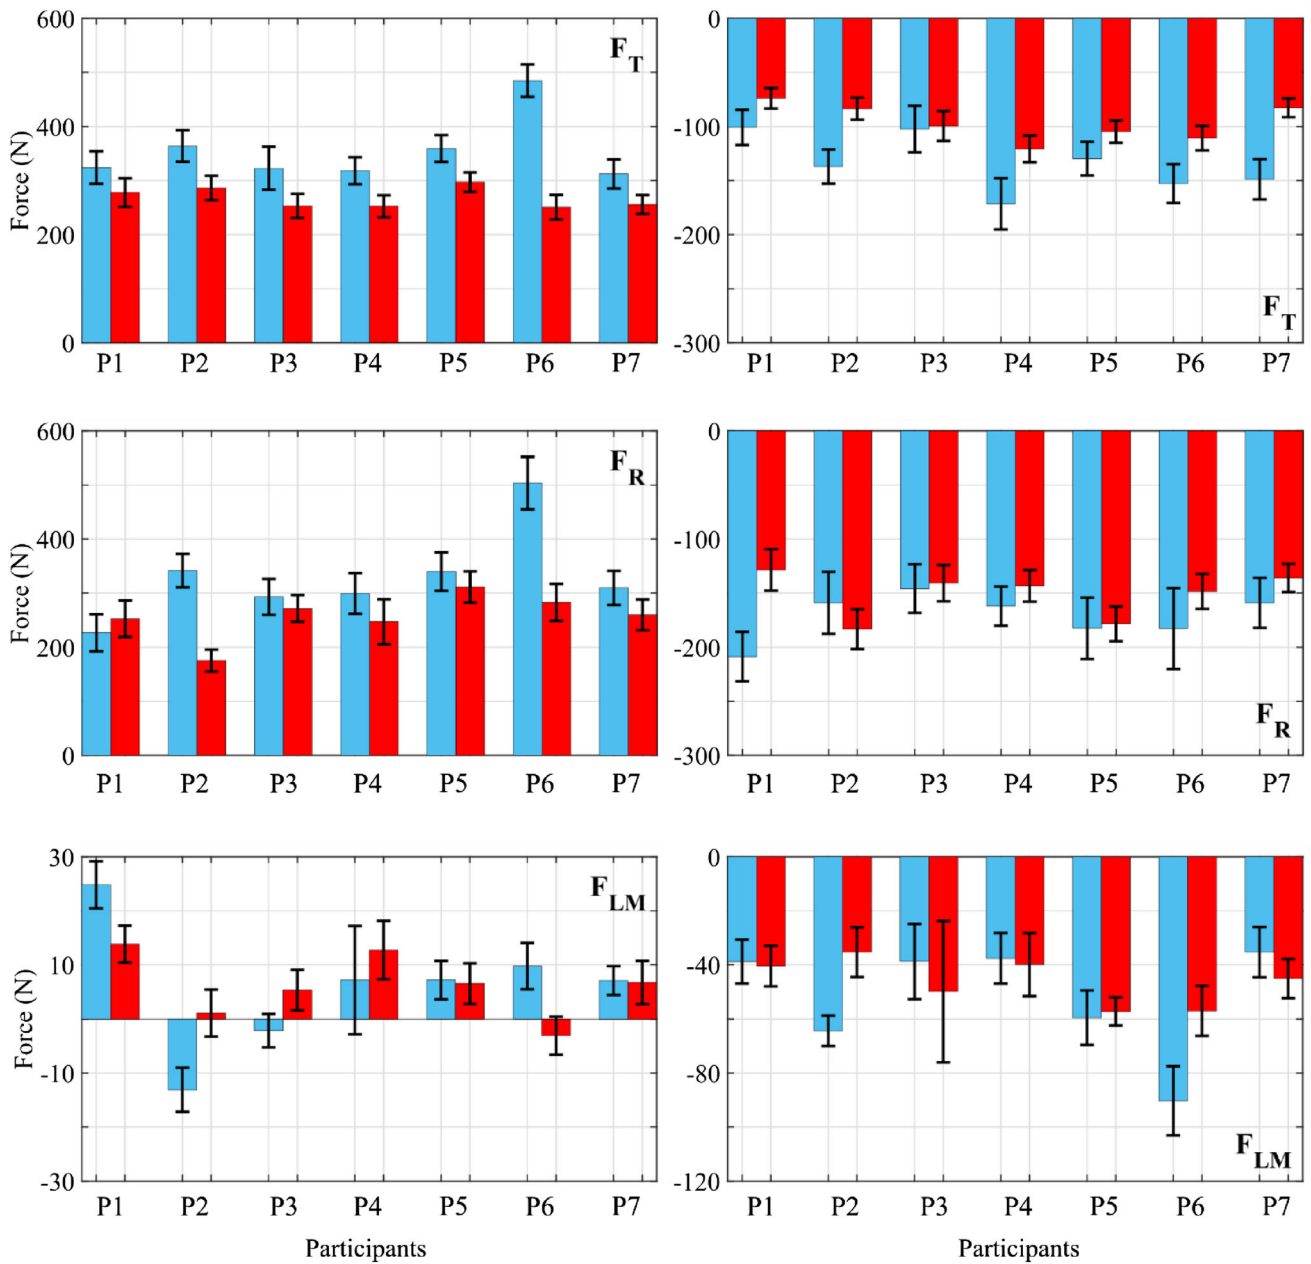 600
400
200
0
Force (N)
F_T
P1 P2 P3 P4 P5 P6 P7
0
-100
-200
-300
F_T
P1 P2 P3 P4 P5 P6 P7
600
400
200
0
Force (N)
F_R
P1 P2 P3 P4 P5 P6 P7
0
-100
-200
-300
F_R
P1 P2 P3 P4 P5 P6 P7
30
10
-10
-30
Force (N)
F_LM
P1 P2 P3 P4 P5 P6 P7
Participants
0
-40
-80
-120
F_LM
P1 P2 P3 P4 P5 P6 P7
Participants